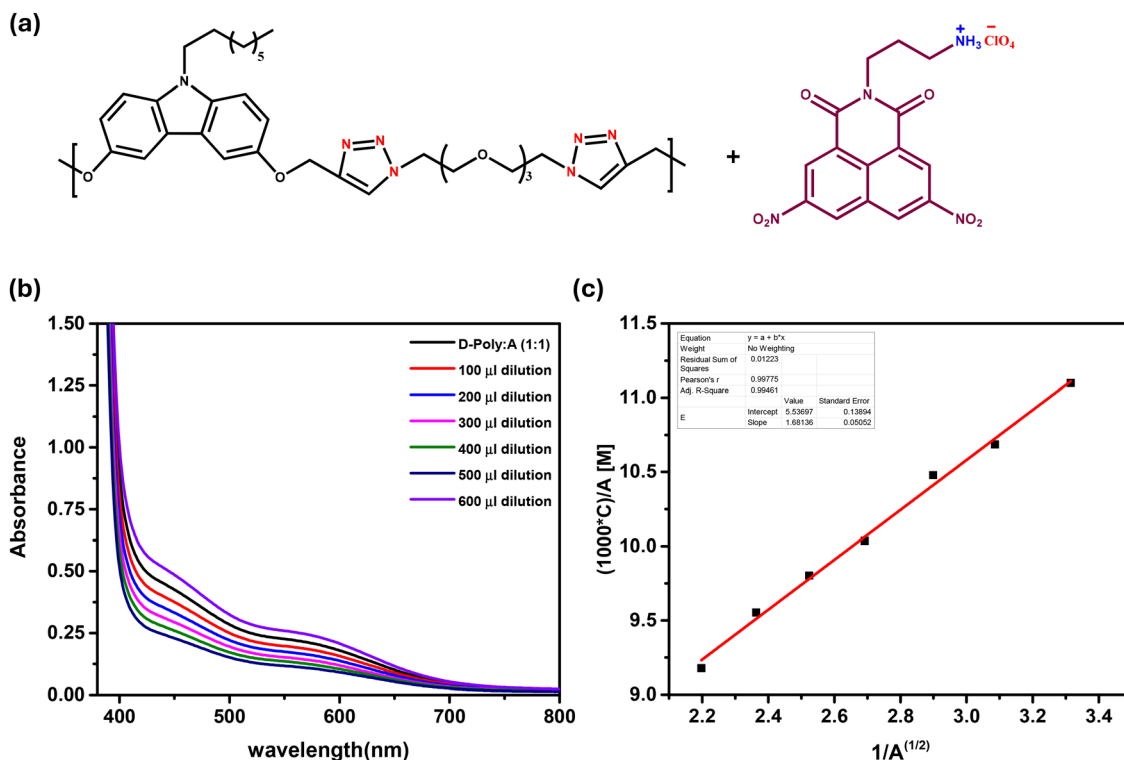 (a)
5
N
O
O
N
N
N
O
3
N
N
N
+
+
−
NH3 ClO4
O
N
O
O2N
NO2
(b)
Absorbance
1.50
1.25
1.00
0.75
0.50
0.25
0.00
400
500
600
700
800
wavelength(nm)
D-Poly:A (1:1)
100 μl dilution
200 μl dilution
300 μl dilution
400 μl dilution
500 μl dilution
600 μl dilution
(c)
(1000*C)/A [M]
11.5
11.0
10.5
10.0
9.5
9.0
2.2
2.4
2.6
2.8
3.0
3.2
3.4
1/A(1/2)
Equation y = a + b*x
Weight No Weighting
Residual Sum of Squares 0.01223
Pearson's r 0.99775
Adj. R-Square 0.99461
Value Standard Error
E Intercept 5.53697 0.13894
Slope 1.68136 0.05052